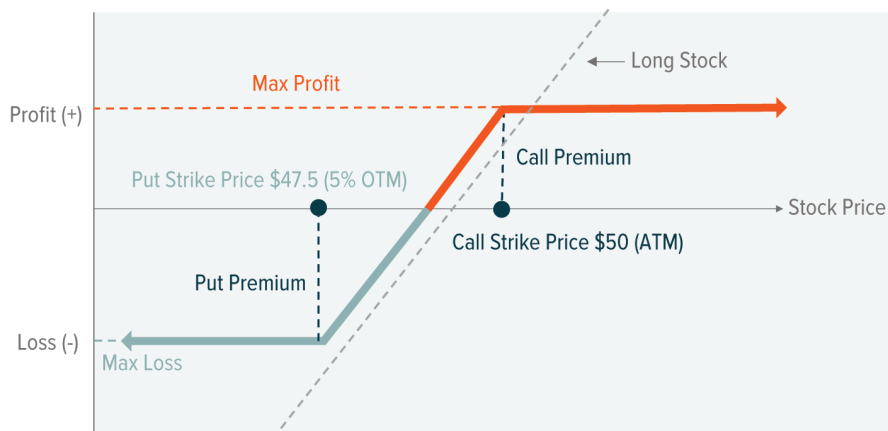 Long Stock
Max Profit
Profit (+)
Call Premium
Put Strike Price $47.5 (5% OTM)
Stock Price
Call Strike Price $50 (ATM)
Put Premium
Loss (-)
Max Loss